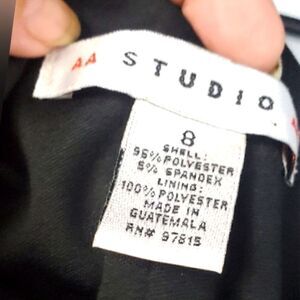 AA STUDIO A
8
SHELL:
95% POLYESTER
5% SPANDEX
LINING:
100% POLYESTER
MADE IN
GUATEMALA
RN# 97815